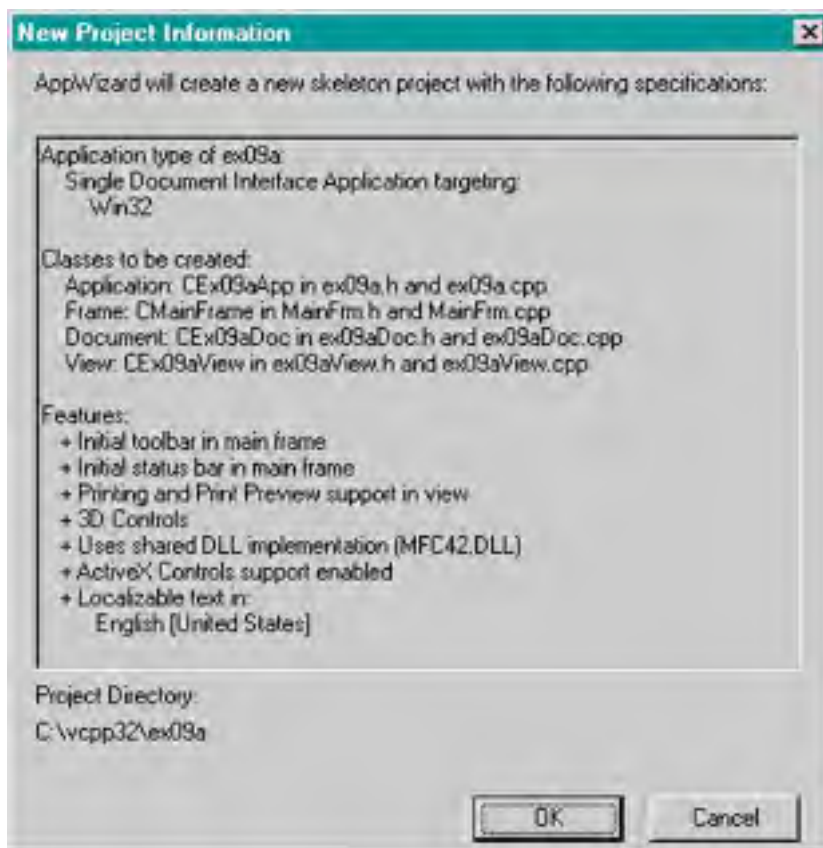 New Project Information
AppWizard will create a new skeleton project with the following specifications:
Application type of ex09a:
Single Document Interface Application targeting:
Win32
Classes to be created:
Application: CEx09aApp in ex09a.h and ex09a.cpp
Frame: CMainFrame in MainFrm.h and MainFrm.cpp
Document: CEx09aDoc in ex09aDoc.h and ex09aDoc.cpp
View: CEx09aView in ex09aView.h and ex09aView.cpp
Features:
+ Initial toolbar in main frame
+ Initial status bar in main frame
+ Printing and Print Preview support in view
+ 3D Controls
+ Uses shared DLL implementation (MFC42.DLL)
+ ActiveX Controls support enabled
+ Localizable text in:
English [United States]
Project Directory:
C:\vcpp32\ex09a
OK
Cancel